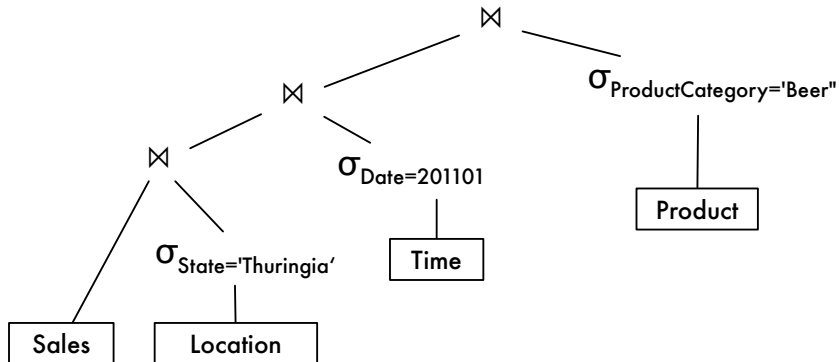 ⋈
σProductCategory='Beer"
⋈
⋈
σDate=201101
Product
σState='Thuringia‘
Time
Sales
Location